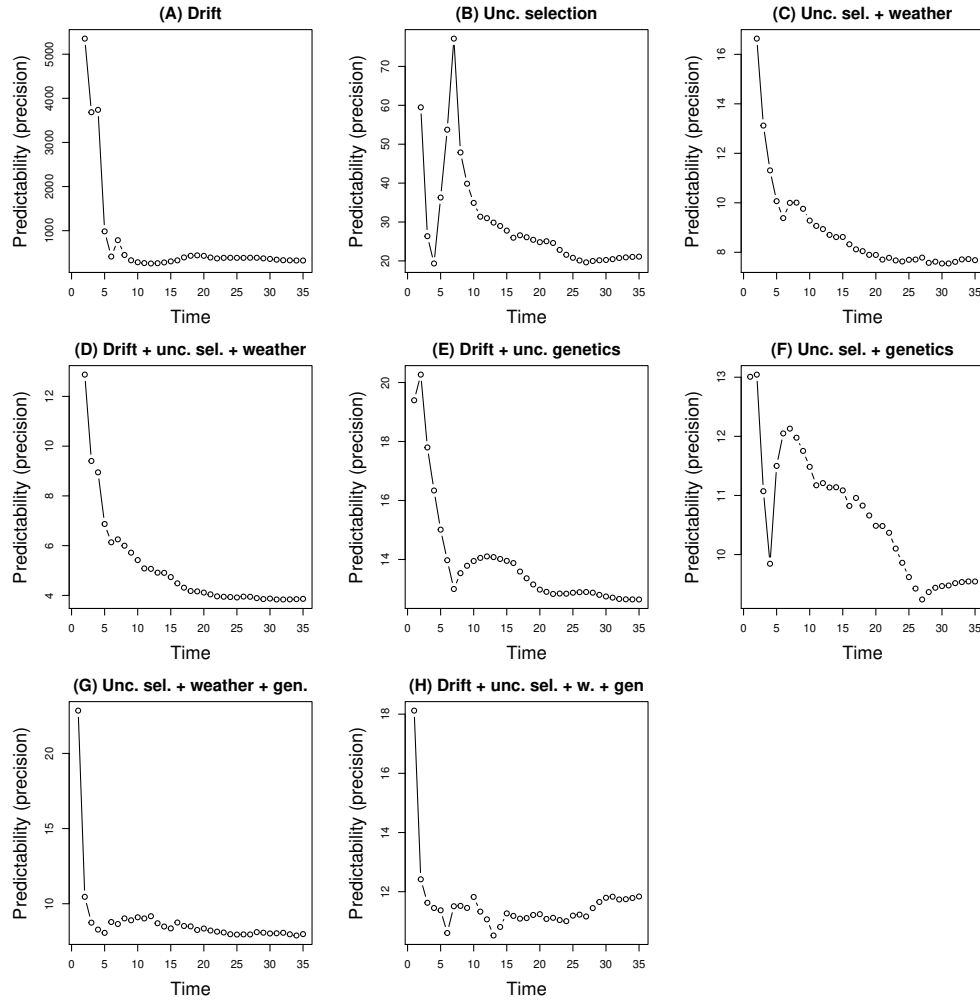 (A) Drift
Predictability (precision)
1000 2000 3000 4000 5000
0 5 10 15 20 25 30 35
Time
(B) Unc. selection
Predictability (precision)
20 30 40 50 60 70
0 5 10 15 20 25 30 35
Time
(C) Unc. sel. + weather
Predictability (precision)
8 10 12 14 16
0 5 10 15 20 25 30 35
Time
(D) Drift + unc. sel. + weather
Predictability (precision)
4 6 8 10 12
0 5 10 15 20 25 30 35
Time
(E) Drift + unc. genetics
Predictability (precision)
14 16 18 20
0 5 10 15 20 25 30 35
Time
(F) Unc. sel. + genetics
Predictability (precision)
10 11 12 13
0 5 10 15 20 25 30 35
Time
(G) Unc. sel. + weather + gen.
Predictability (precision)
10 15 20
0 5 10 15 20 25 30 35
Time
(H) Drift + unc. sel. + w. + gen
Predictability (precision)
12 14 16 18
0 5 10 15 20 25 30 35
Time